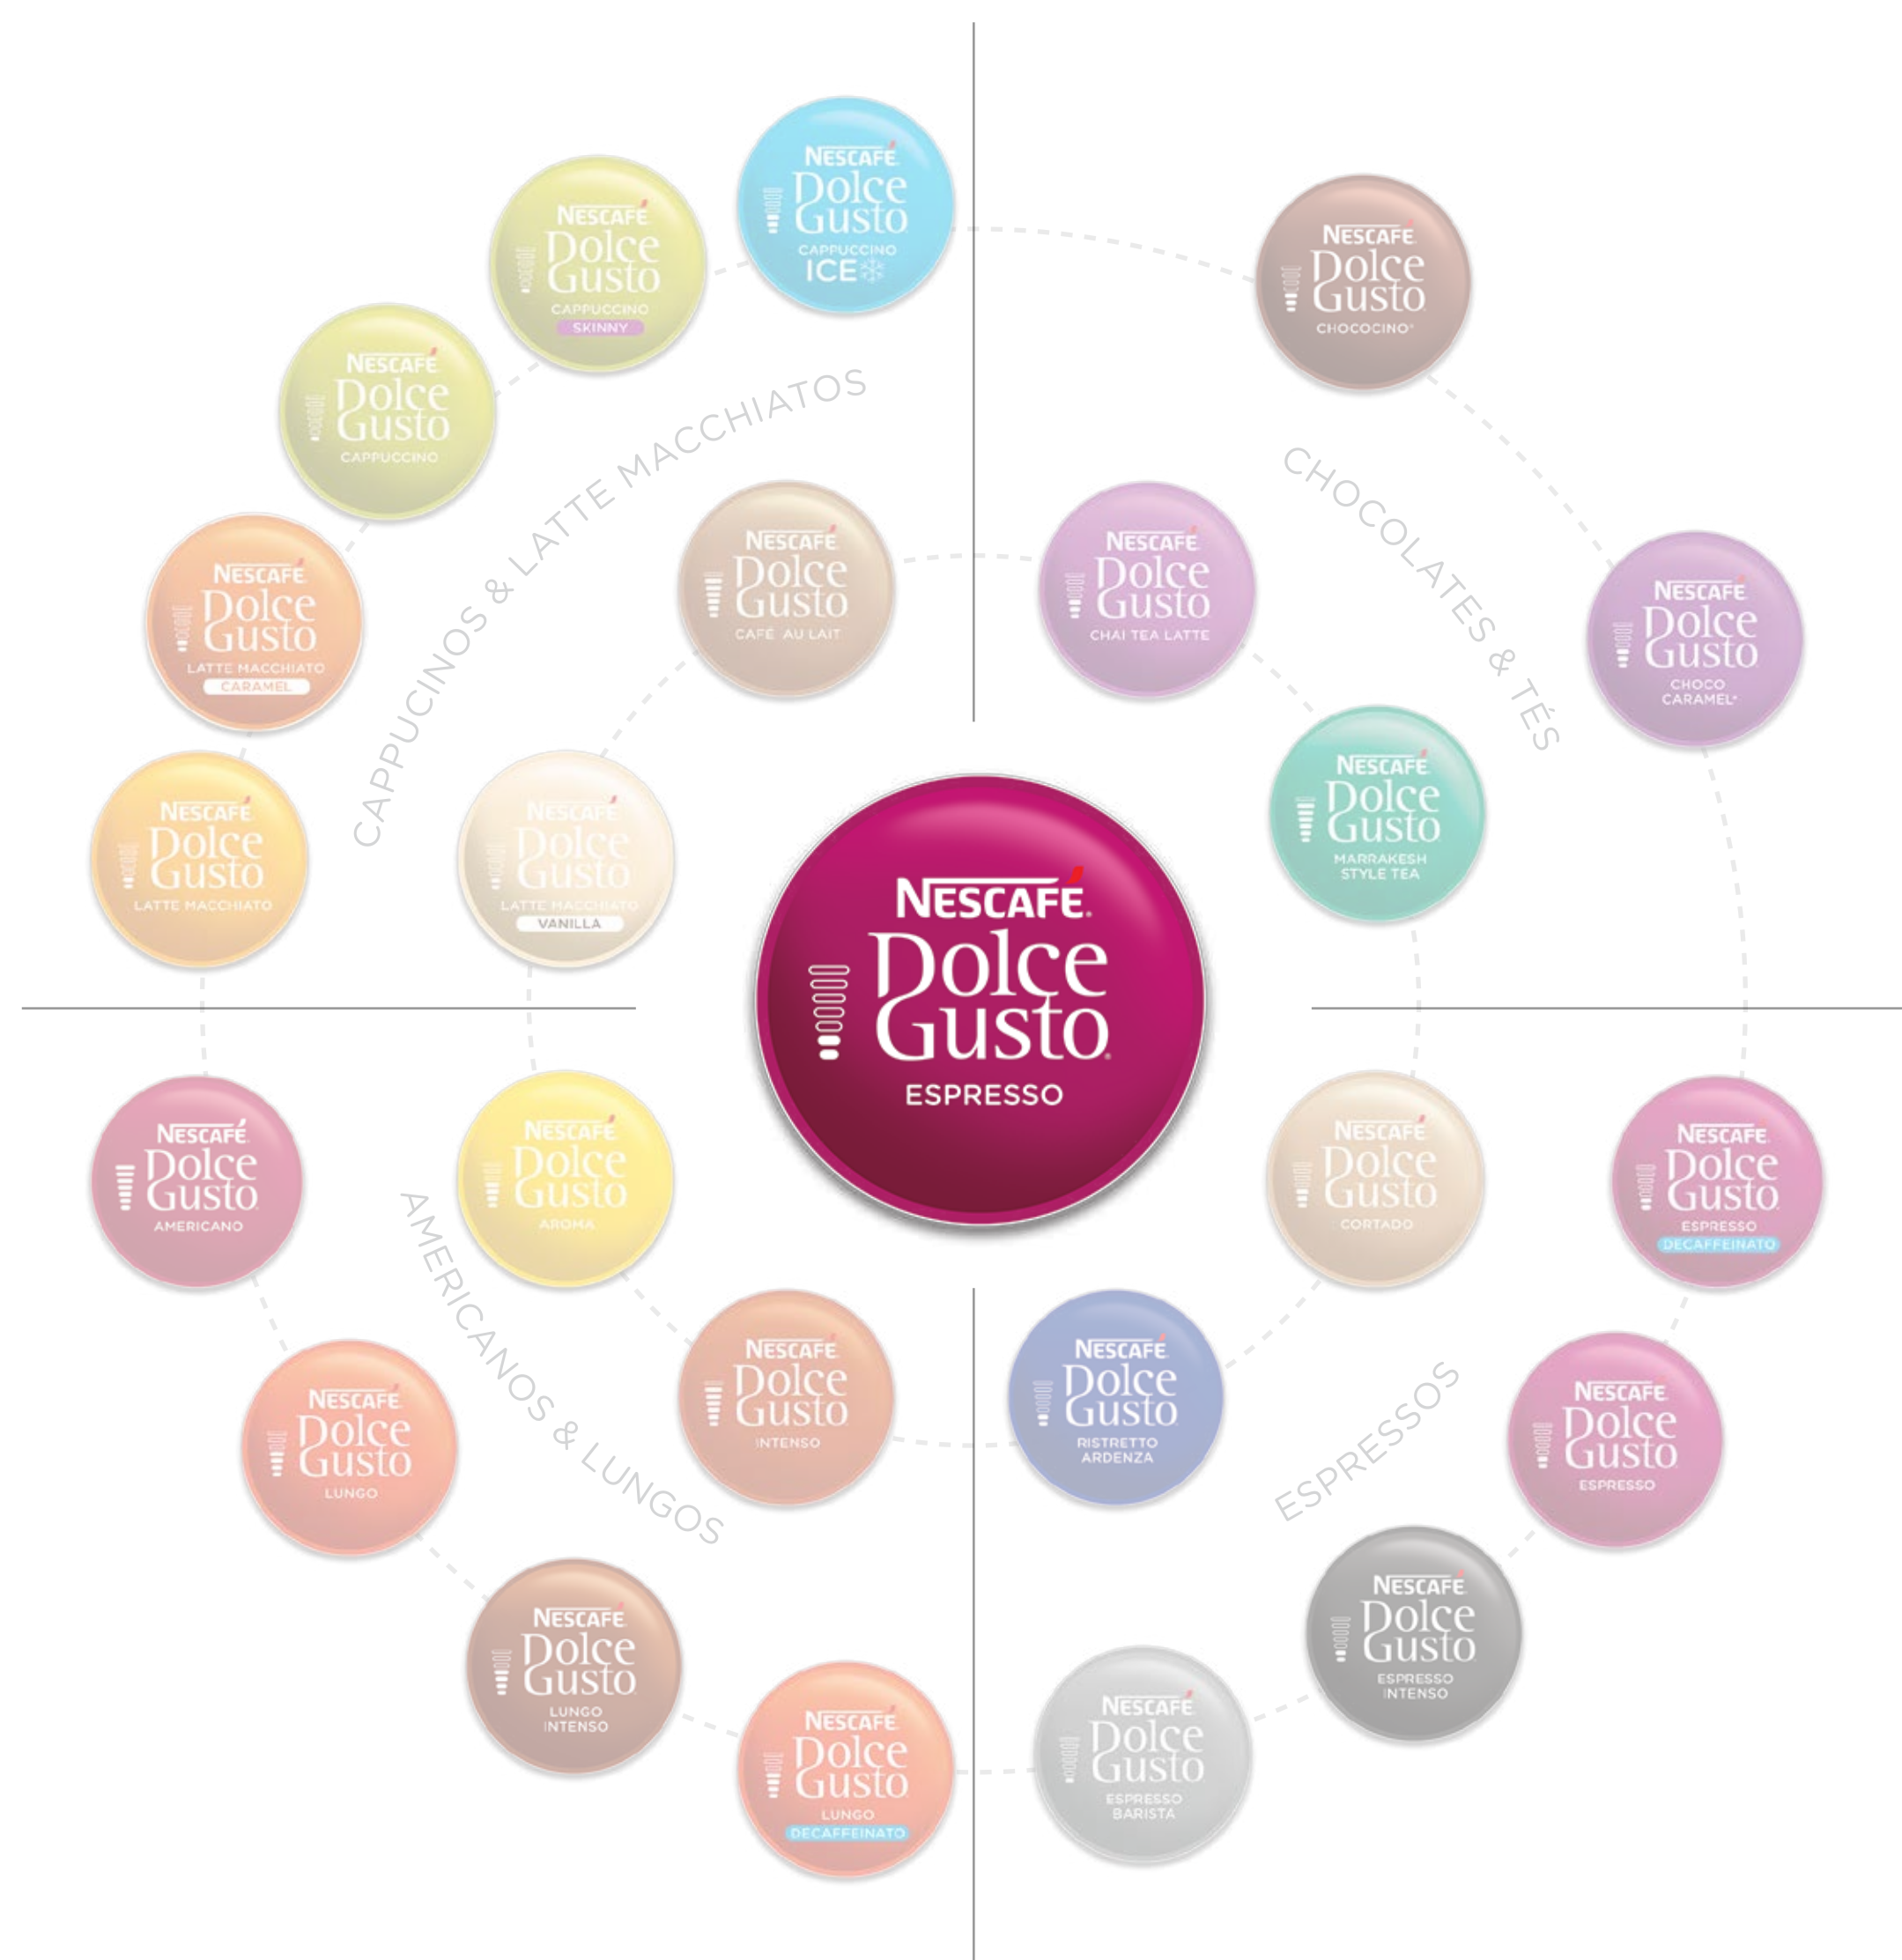 NESCAFÉ
Dolce
Gusto
CAPPUCCINO
ICE
NESCAFÉ
Dolce
Gusto
CAPPUCCINO
SKINNY
NESCAFÉ
Dolce
Gusto
CAPPUCCINO
NESCAFÉ
Dolce
Gusto
LATTE MACCHIATO
CARAMEL
NESCAFÉ
Dolce
Gusto
LATTE MACCHIATO
CAPPUCINOS & LATTE MACCHIATOS
NESCAFÉ
Dolce
Gusto
CAFÉ AU LAIT
NESCAFÉ
Dolce
Gusto
LATTE MACCHIATO
VANILLA
NESCAFÉ
Dolce
Gusto
CHOCOCINO*
CHOCOLATES & TÉS
NESCAFÉ
Dolce
Gusto
CHAI TEA LATTE
NESCAFÉ
Dolce
Gusto
CHOCO
CARAMEL*
NESCAFÉ
Dolce
Gusto
MARRAKESH
STYLE TEA
NESCAFÉ®
Dolce
Gusto®
ESPRESSO
NESCAFÉ
Dolce
Gusto
AMERICANO
NESCAFÉ
Dolce
Gusto
AROMA
AMERICANOS & LUNGOS
NESCAFÉ
Dolce
Gusto
LUNGO
NESCAFÉ
Dolce
Gusto
INTENSO
NESCAFÉ
Dolce
Gusto
LUNGO
INTENSO
NESCAFÉ
Dolce
Gusto
LUNGO
DECAFFEINATO
NESCAFÉ
Dolce
Gusto
CORTADO
NESCAFÉ
Dolce
Gusto
ESPRESSO
DECAFFEINATO
NESCAFÉ
Dolce
Gusto
RISTRETTO
ARDENZA
ESPRESSOS
NESCAFÉ
Dolce
Gusto
ESPRESSO
NESCAFÉ
Dolce
Gusto
ESPRESSO
INTENSO
NESCAFÉ
Dolce
Gusto
ESPRESSO
BARISTA